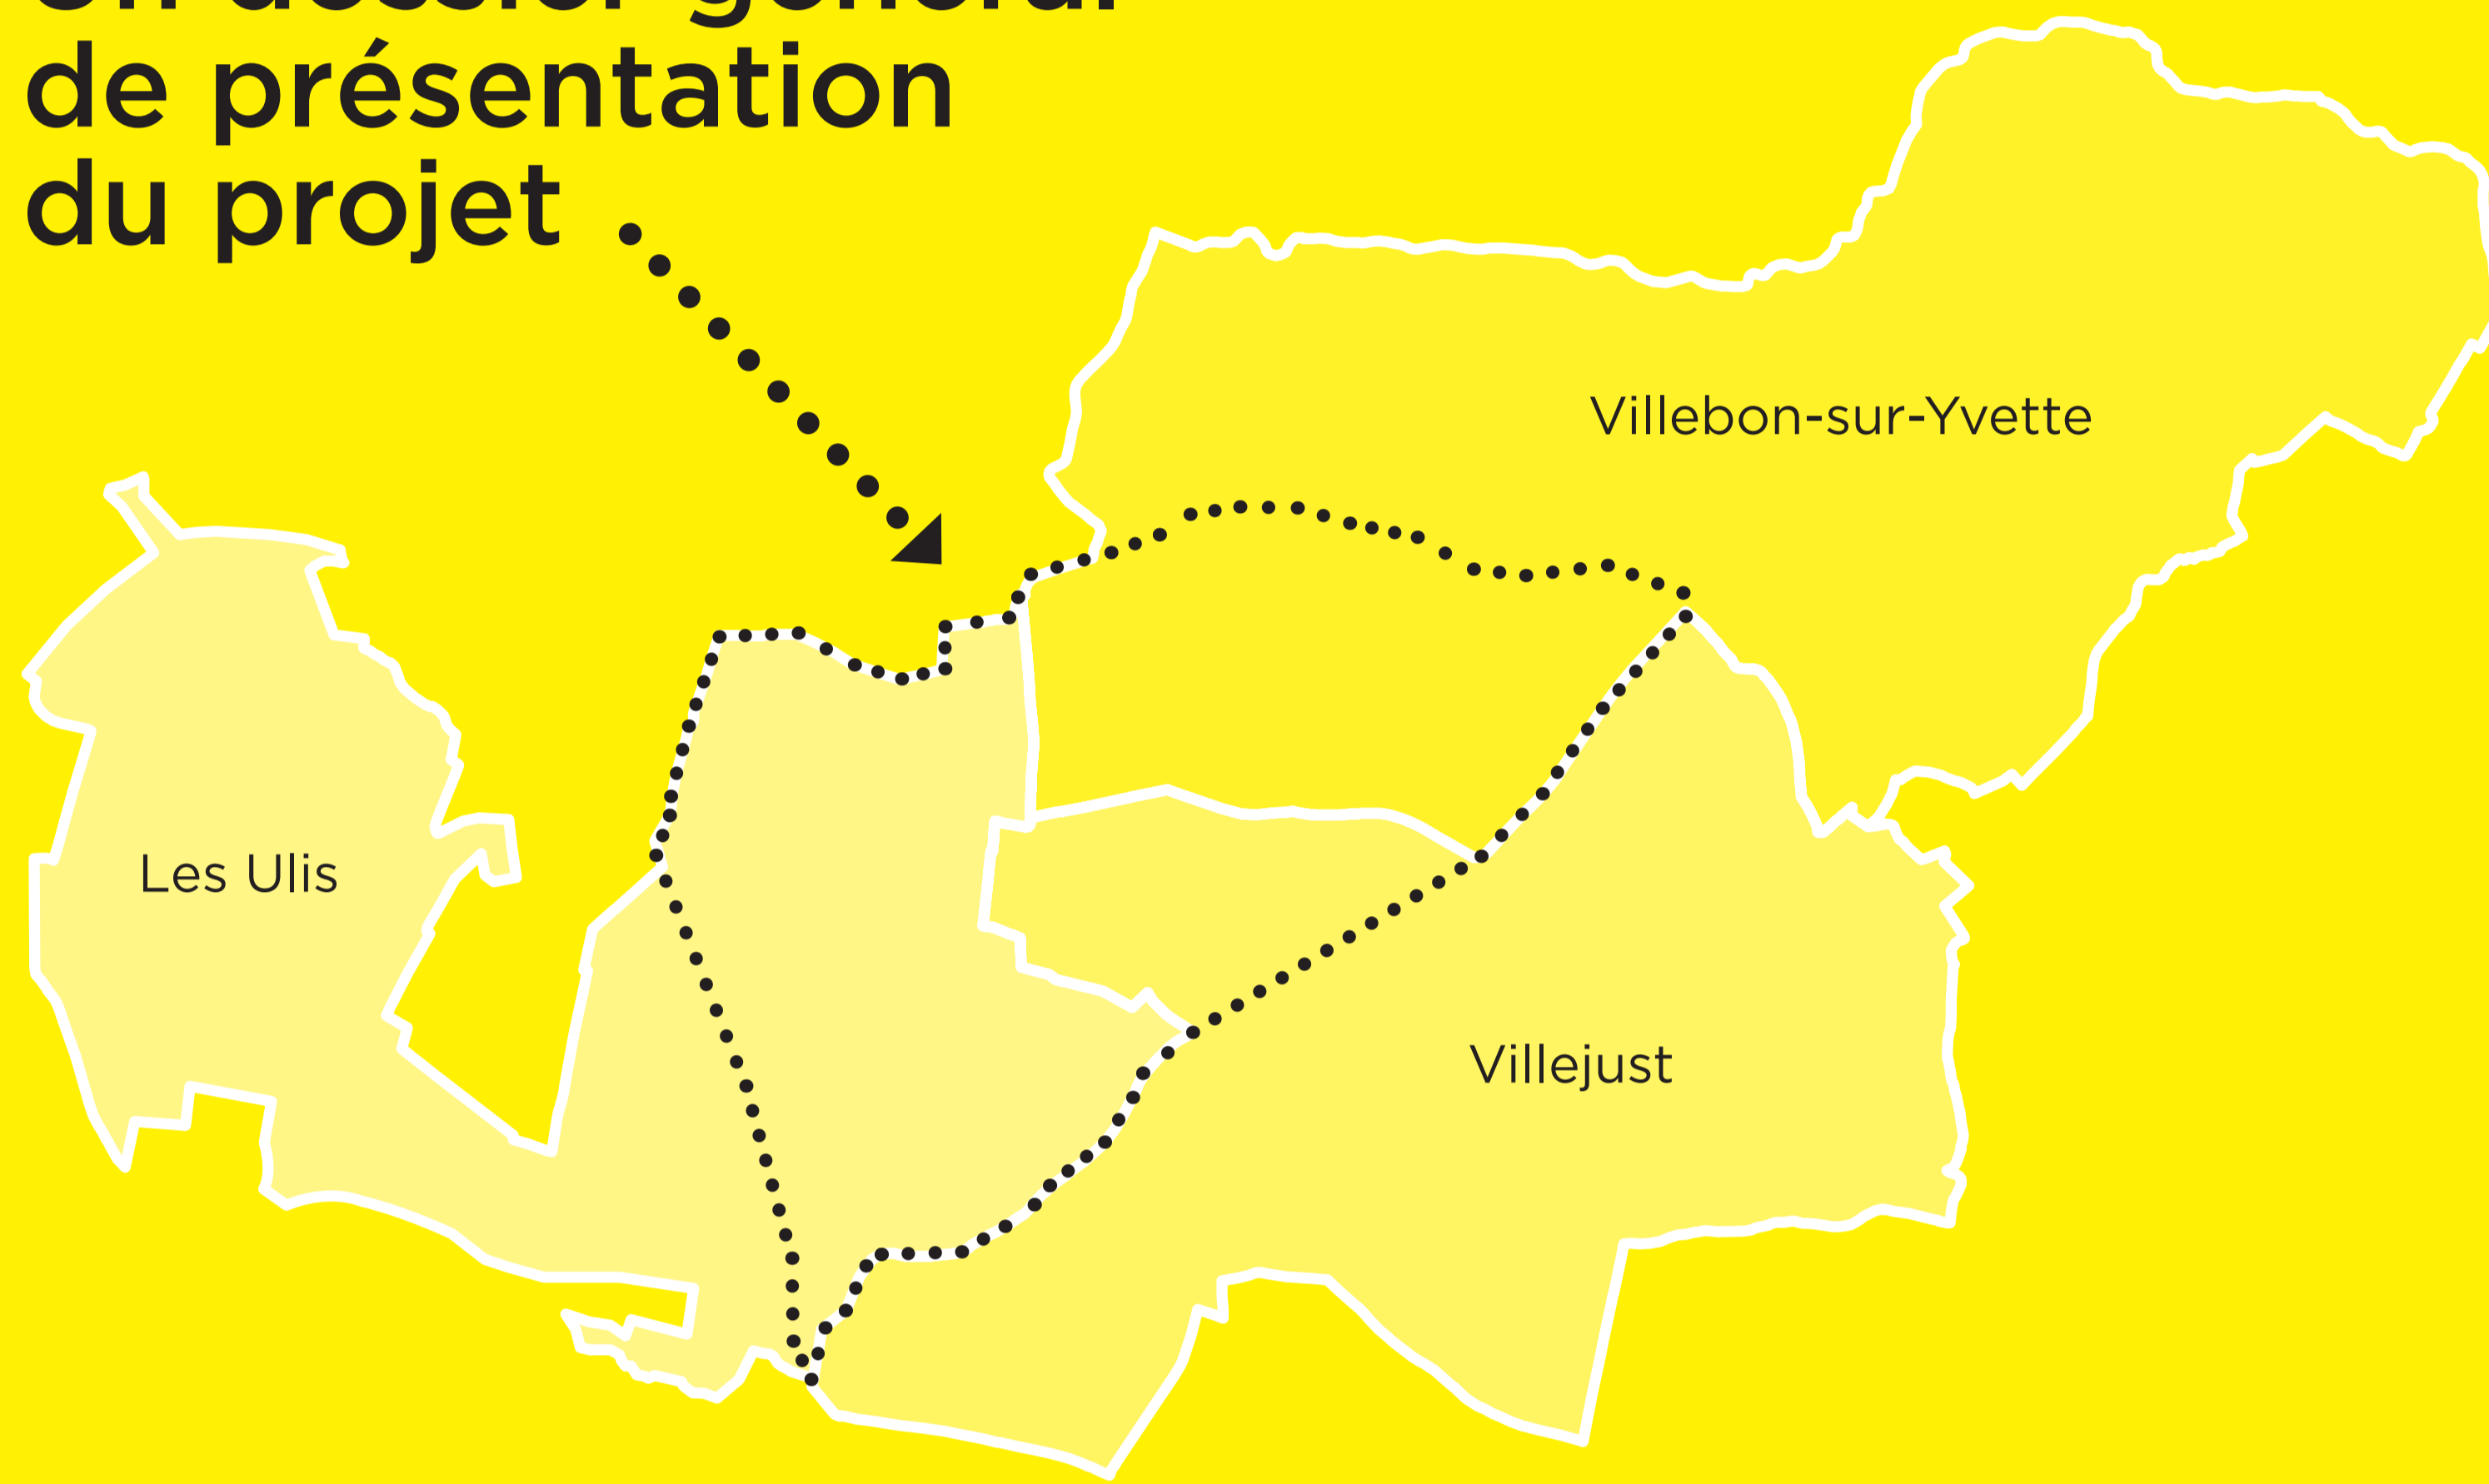 de présentation
du projet
Villebon-sur-Yvette
Les Ulis
Villejust